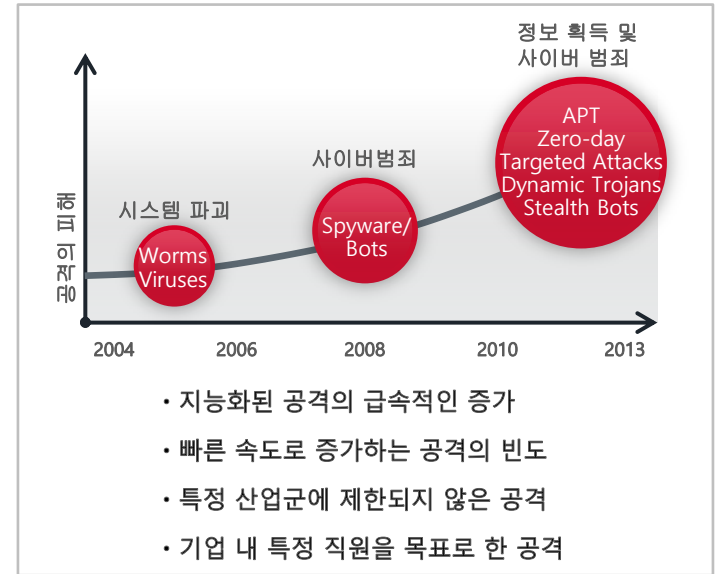 정보 획득 및
사이버 범죄
APT
Zero-day
Targeted Attacks
Dynamic Trojans
Stealth Bots
사이버범죄
Spyware/
Bots
시스템 파괴
Worms
Viruses
공격의 피해
2004 2006 2008 2010 2013
• 지능화된 공격의 급속적인 증가
• 빠른 속도로 증가하는 공격의 빈도
• 특정 산업군에 제한되지 않은 공격
• 기업 내 특정 직원을 목표로 한 공격